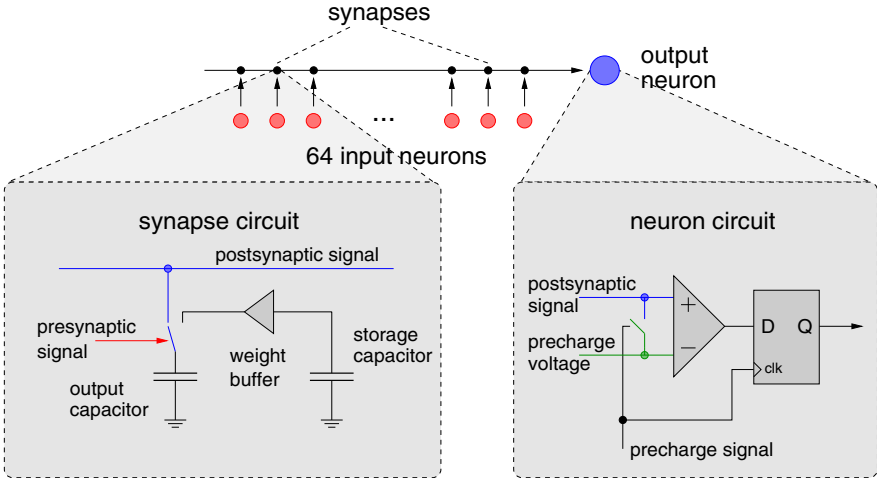 synapses
output
neuron
...
64 input neurons
synapse circuit
postsynaptic signal
presynaptic
signal
weight
buffer
storage
capacitor
output
capacitor
neuron circuit
postsynaptic
signal
precharge
voltage
+
−
D Q
clk
precharge signal